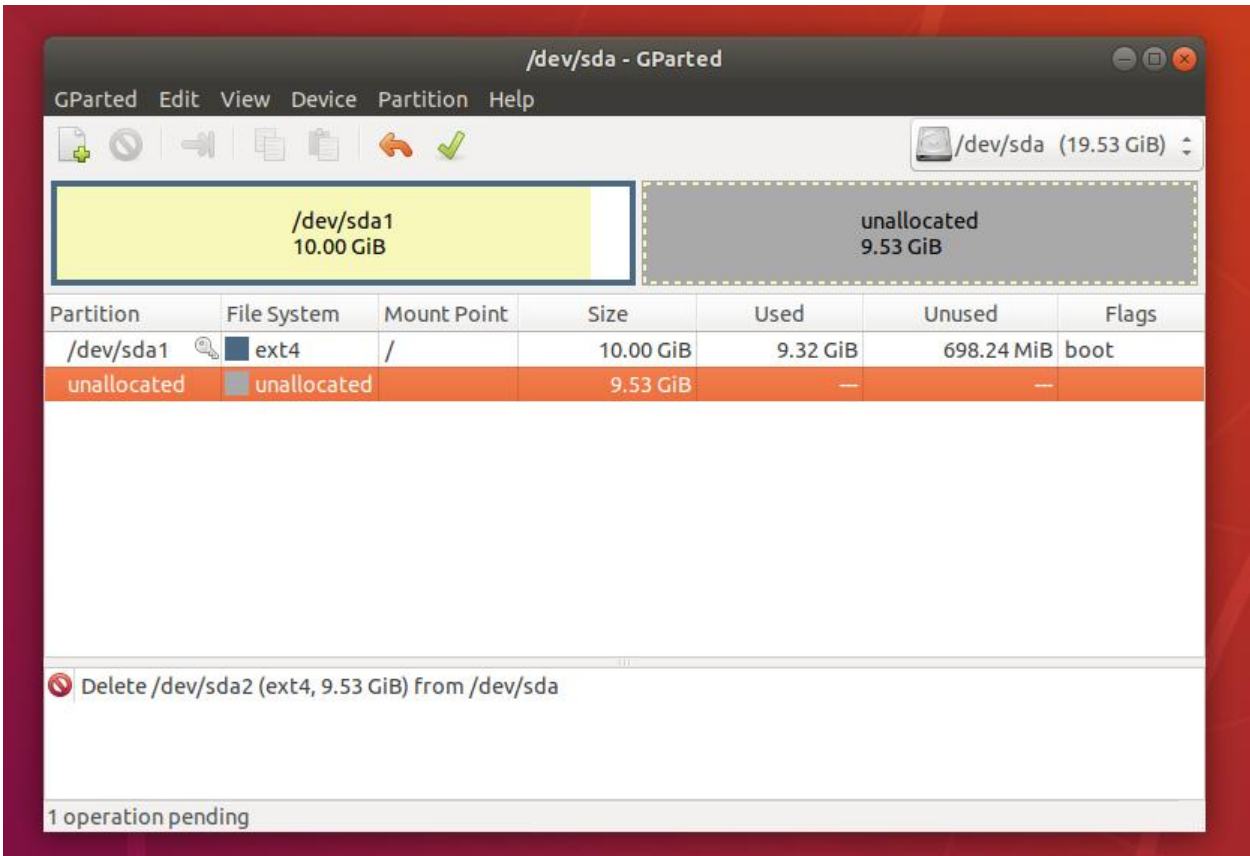 /dev/sda - GParted
GParted Edit View Device Partition Help
/dev/sda (19.53 GiB)
/dev/sda1
10.00 GiB
unallocated
9.53 GiB
Partition File System Mount Point Size Used Unused Flags
/dev/sda1 ext4 / 10.00 GiB 9.32 GiB 698.24 MiB boot
unallocated unallocated 9.53 GiB --- ---
Delete /dev/sda2 (ext4, 9.53 GiB) from /dev/sda
1 operation pending